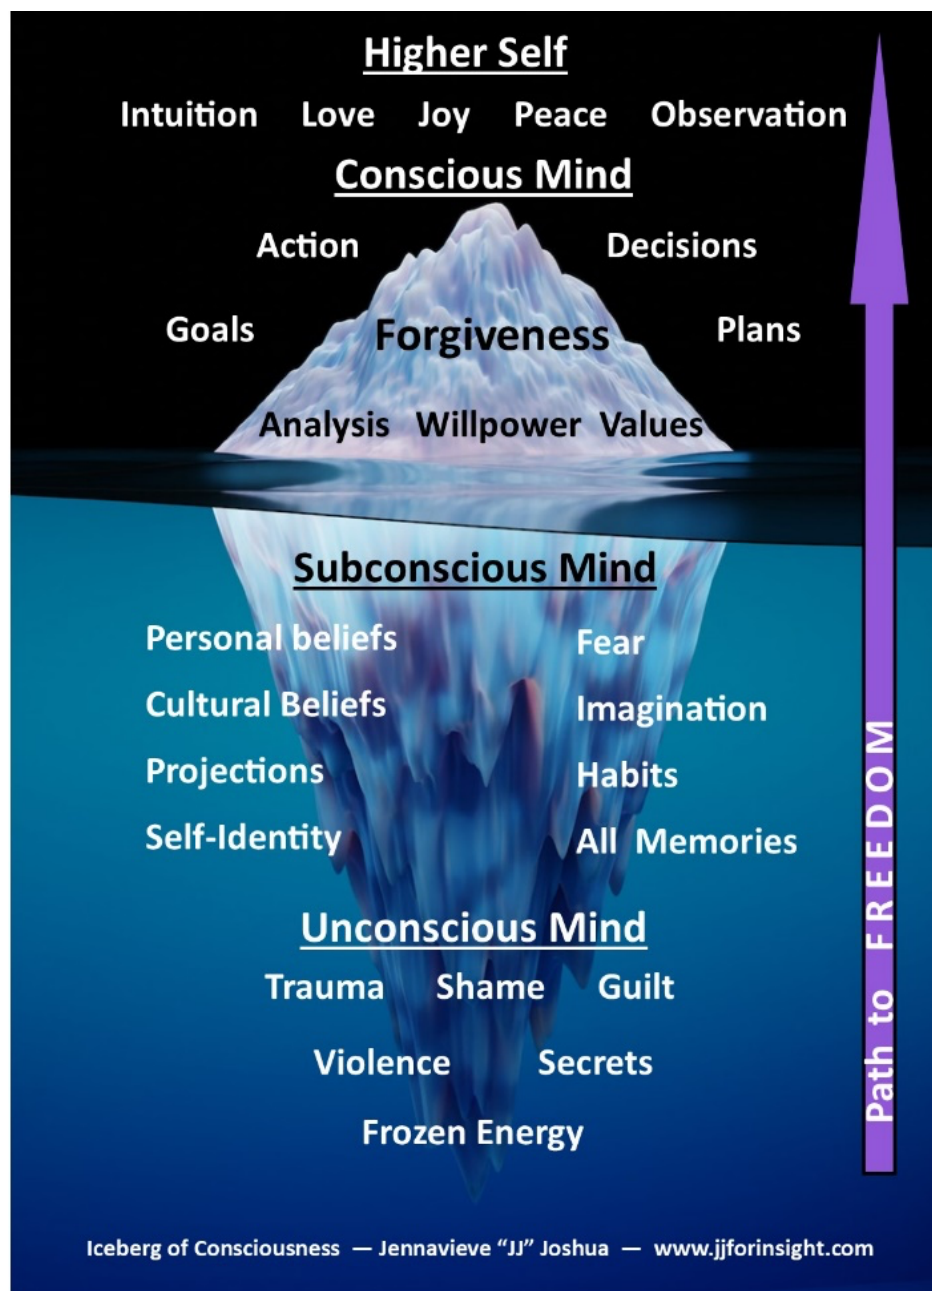 Higher Self
Intuition Love Joy Peace Observation
Conscious Mind
Action Decisions
Goals Forgiveness Plans
Analysis Willpower Values
Subconscious Mind
Personal beliefs Fear
Cultural Beliefs Imagination
Projections Habits
Self-Identity All Memories
Unconscious Mind
Trauma Shame Guilt
Violence Secrets
Frozen Energy
Path to FREEDOM
Iceberg of Consciousness — Jennavieve “JJ” Joshua — www.jjforinsight.com